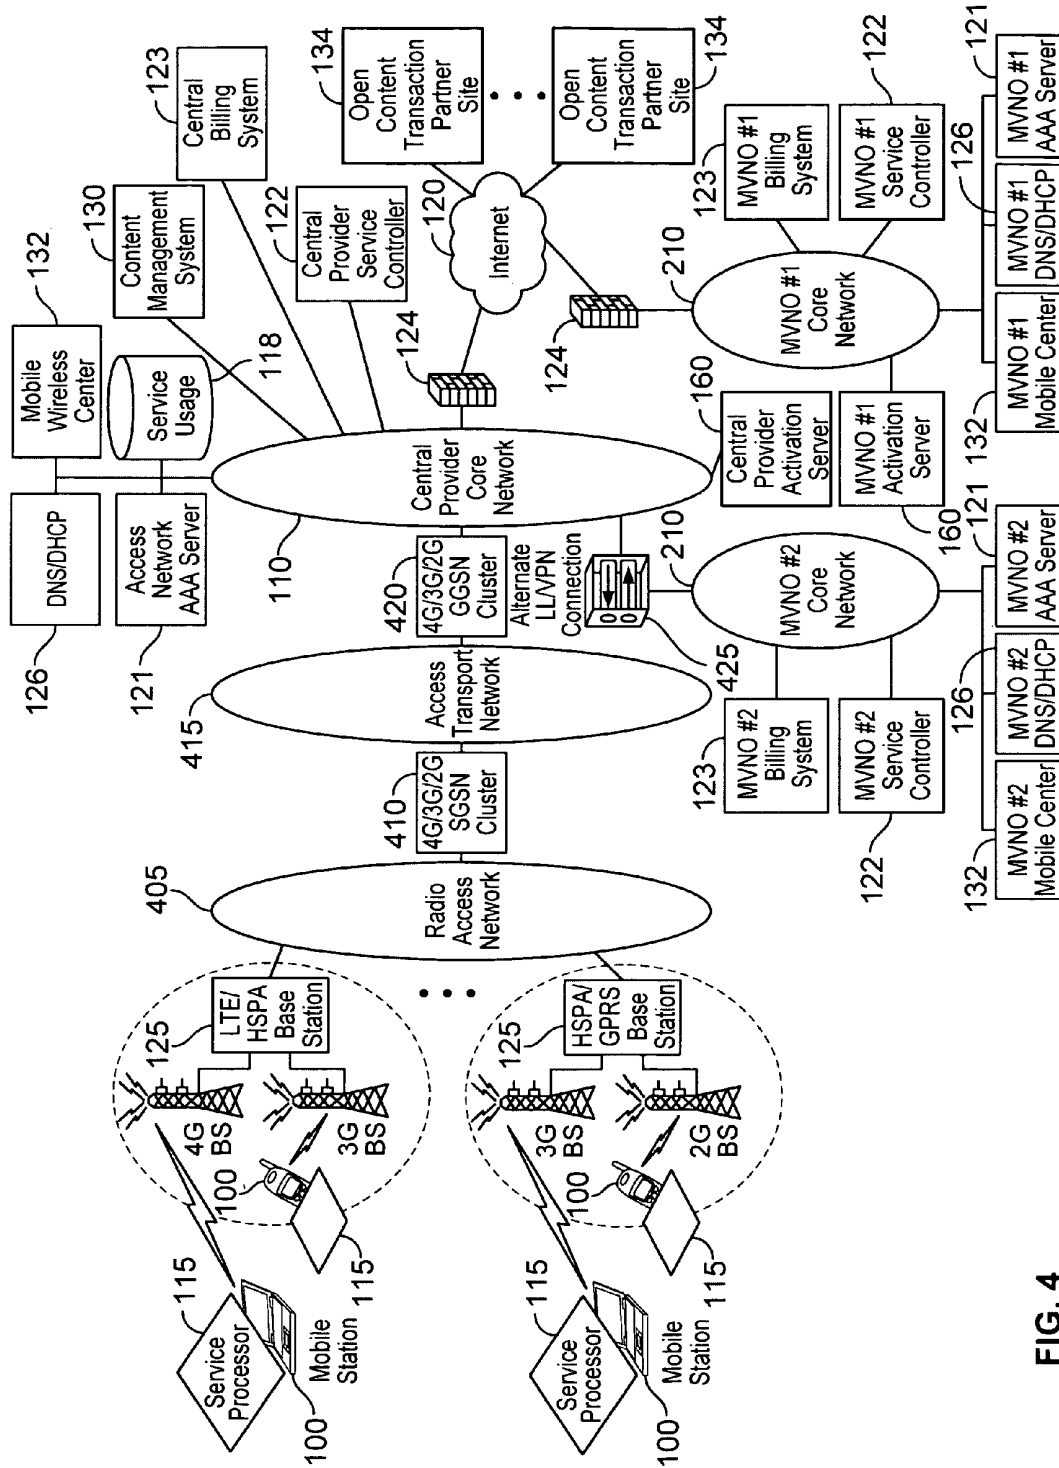 132
Mobile
Wireless
Center
130
Content
Management
System
123
Central
Billing
System
DNS/DHCP
126
Service
Usage
118
Access
Network
AAA Server
121
122
Central
Provider
Service
Controller
134
Open
Content
Transaction
Partner
Site
• • •
Open
Content
Transaction
Partner
Site
134
120
Internet
124
124
110
Central
Provider
Core
Network
160
Central
Provider
Activation
Server
420
4G/3G/2G
GGSN
Cluster
Alternate
LL/VPN
Connection
0
0
425
415
Access
Transport
Network
410
4G/3G/2G
SGSN
Cluster
405
Radio
Access
Network
125
LTE/
HSPA
Base
Station
4G
BS
3G
BS
100
115
115
Service
Processor
Mobile
Station
100
• • •
125
HSPA/
GPRS
Base
Station
3G
BS
2G
BS
100
115
115
Service
Processor
Mobile
Station
100
210
MVNO #1
Core
Network
123
MVNO #1
Billing
System
122
MVNO #1
Service
Controller
160
MVNO #1
Activation
Server
121
MVNO #1
AAA Server
126
MVNO #1
DNS/DHCP
132
MVNO #1
Mobile Center
210
MVNO #2
Core
Network
123
MVNO #2
Billing
System
122
MVNO #2
Service
Controller
121
MVNO #2
AAA Server
126
MVNO #2
DNS/DHCP
132
MVNO #2
Mobile Center
FIG. 4